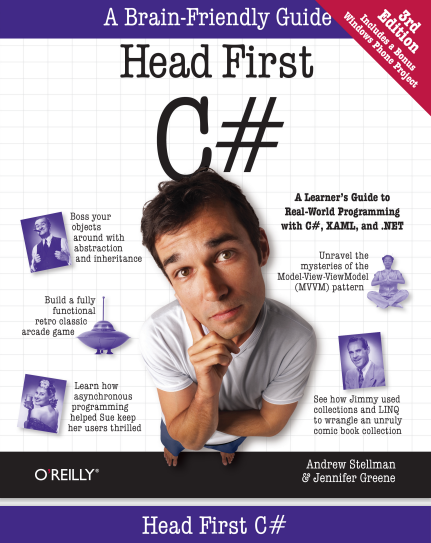 A Brain-Friendly Guide
3rd
Edition
Includes a Bonus
Windows Phone Project
Head First
C#
A Learner's Guide to
Real-World Programming
with C#, XAML, and .NET
Boss your
objects
around with
abstraction
and inheritance
Unravel the
mysteries of the
Model-View-ViewModel
(MVVM) pattern
Build a fully
functional
retro classic
arcade game
Learn how
asynchronous
programming
helped Sue keep
her users thrilled
See how Jimmy used
collections and LINQ
to wrangle an unruly
comic book collection
O'REILLY®
Andrew Stellman
& Jennifer Greene
Head First C#